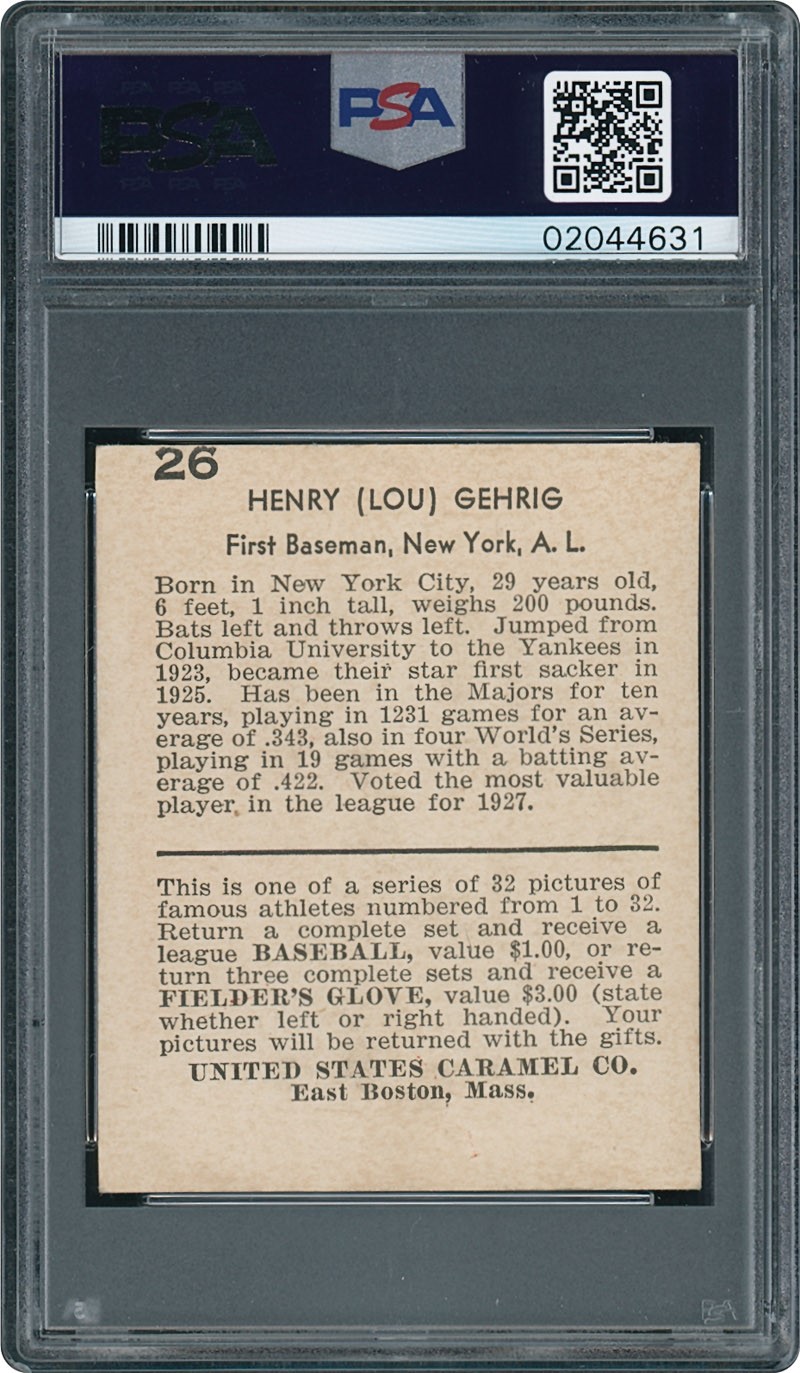 PSA
PSA
02044631
26
HENRY (LOU) GEHRIG
First Baseman, New York, A. L.
Born in New York City, 29 years old,
6 feet, 1 inch tall, weighs 200 pounds.
Bats left and throws left. Jumped from
Columbia University to the Yankees in
1923, became their star first sacker in
1925. Has been in the Majors for ten
years, playing in 1231 games for an av-
erage of .343, also in four World's Series,
playing in 19 games with a batting av-
erage of .422. Voted the most valuable
player in the league for 1927.
This is one of a series of 32 pictures of
famous athletes numbered from 1 to 32.
Return a complete set and receive a
league BASEBALL, value $1.00, or re-
turn three complete sets and receive a
FIELDER'S GLOVE, value $3.00 (state
whether left or right handed). Your
pictures will be returned with the gifts.
UNITED STATES CARAMEL CO.
East Boston, Mass.
PSA